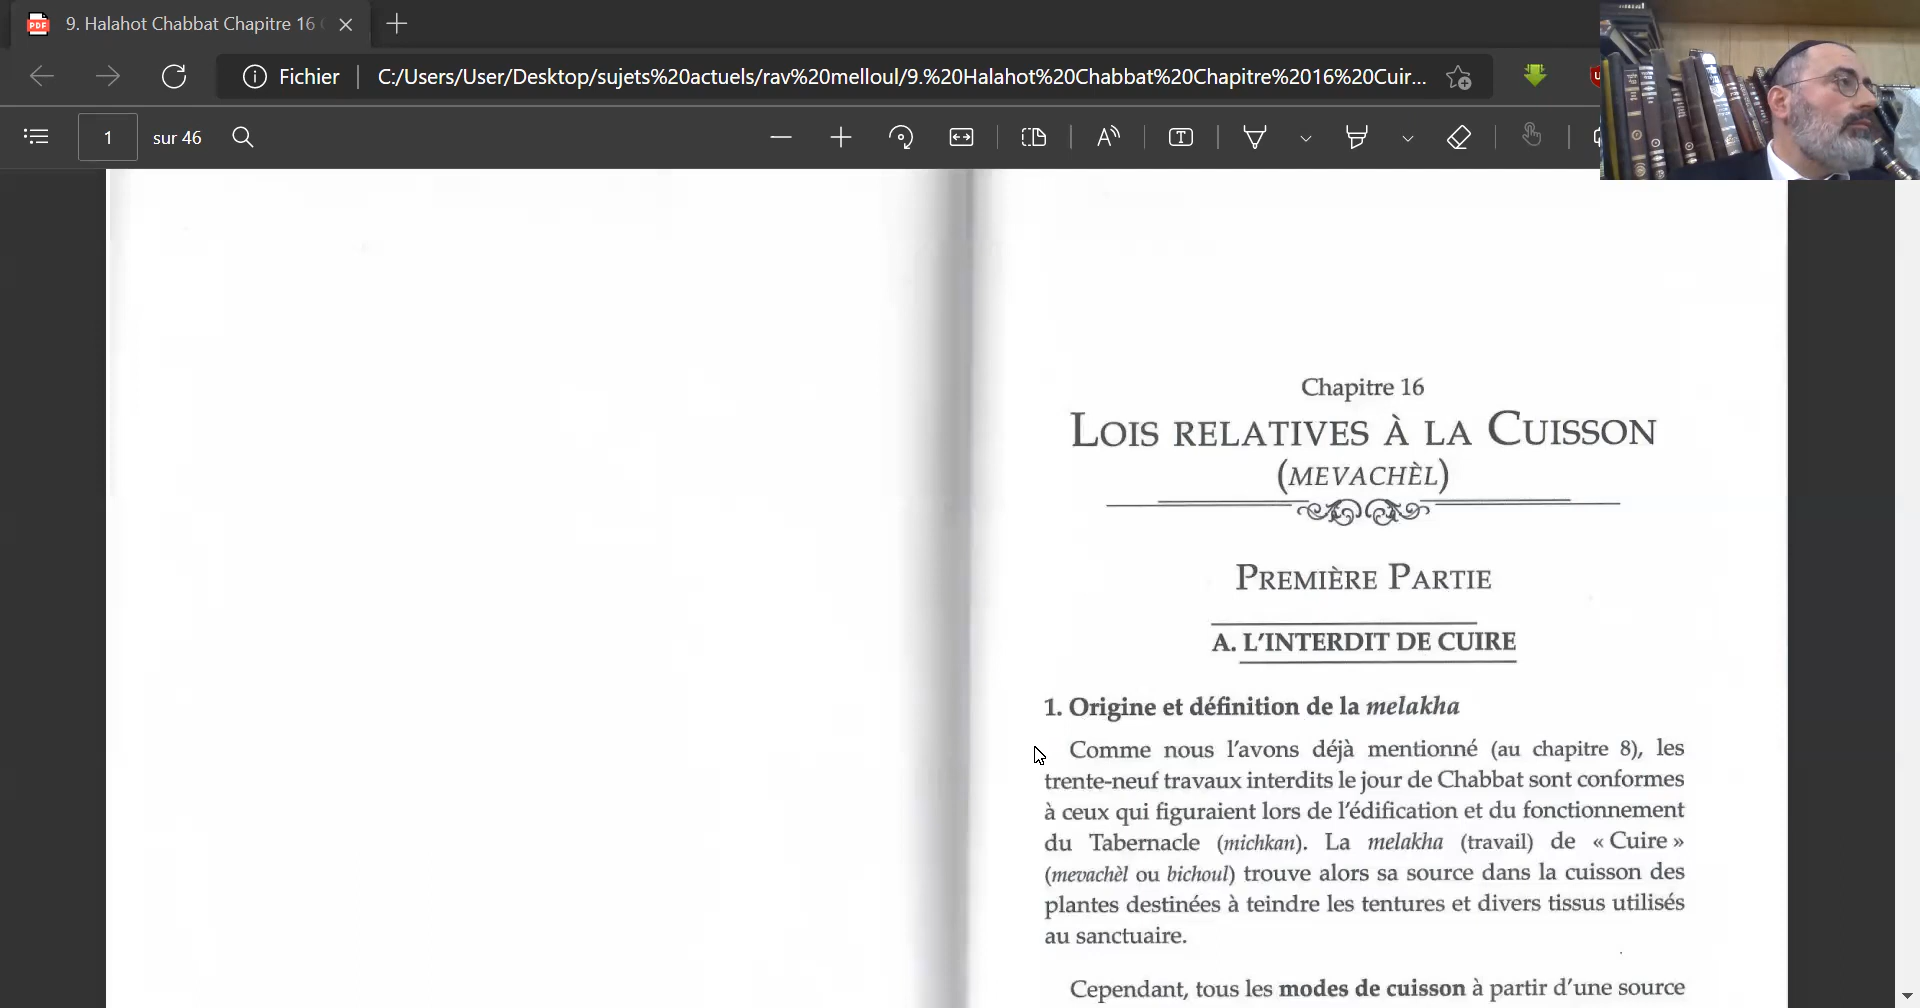 9. Halahot Chabbat Chapitre 16
Fichier
C:/Users/User/Desktop/sujets%20actuels/rav%20melloul/9.%20Halahot%20Chabbat%20Chapitre%2016%20Cuir...
1 sur 46
Chapitre 16
LOIS RELATIVES À LA CUISSON
(MEVACHÈL)
PREMIÈRE PARTIE
A. L'INTERDIT DE CUIRE
1. Origine et définition de la melakha
Comme nous l'avons déjà mentionné (au chapitre 8), les
trente-neuf travaux interdits le jour de Chabbat sont conformes
à ceux qui figuraient lors de l'édification et du fonctionnement
du Tabernacle (michkan). La melakha (travail) de « Cuire »
(mevachèl ou bichoul) trouve alors sa source dans la cuisson des
plantes destinées à teindre les tentures et divers tissus utilisés
au sanctuaire.
Cependant, tous les modes de cuisson à partir d'une source